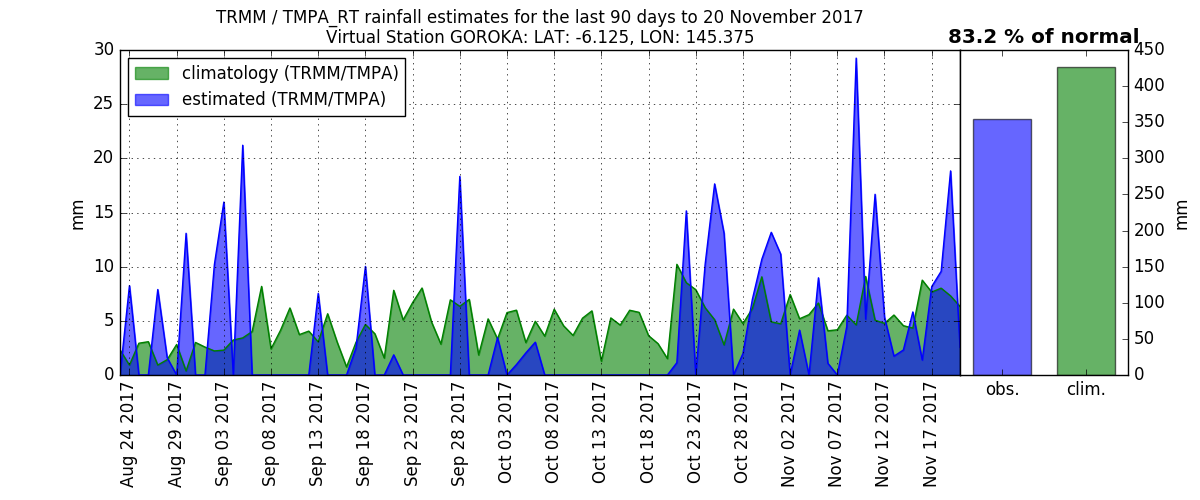 TRMM / TMPA_RT rainfall estimates for the last 90 days to 20 November 2017
Virtual Station GOROKA: LAT: -6.125, LON: 145.375
83.2 % of normal
climatology (TRMM/TMPA)
estimated (TRMM/TMPA)
30
25
20
15
10
5
0
mm
450
400
350
300
250
200
150
100
50
0
mm
Aug 24 2017
Aug 29 2017
Sep 03 2017
Sep 08 2017
Sep 13 2017
Sep 18 2017
Sep 23 2017
Sep 28 2017
Oct 03 2017
Oct 08 2017
Oct 13 2017
Oct 18 2017
Oct 23 2017
Oct 28 2017
Nov 02 2017
Nov 07 2017
Nov 12 2017
Nov 17 2017
obs.
clim.